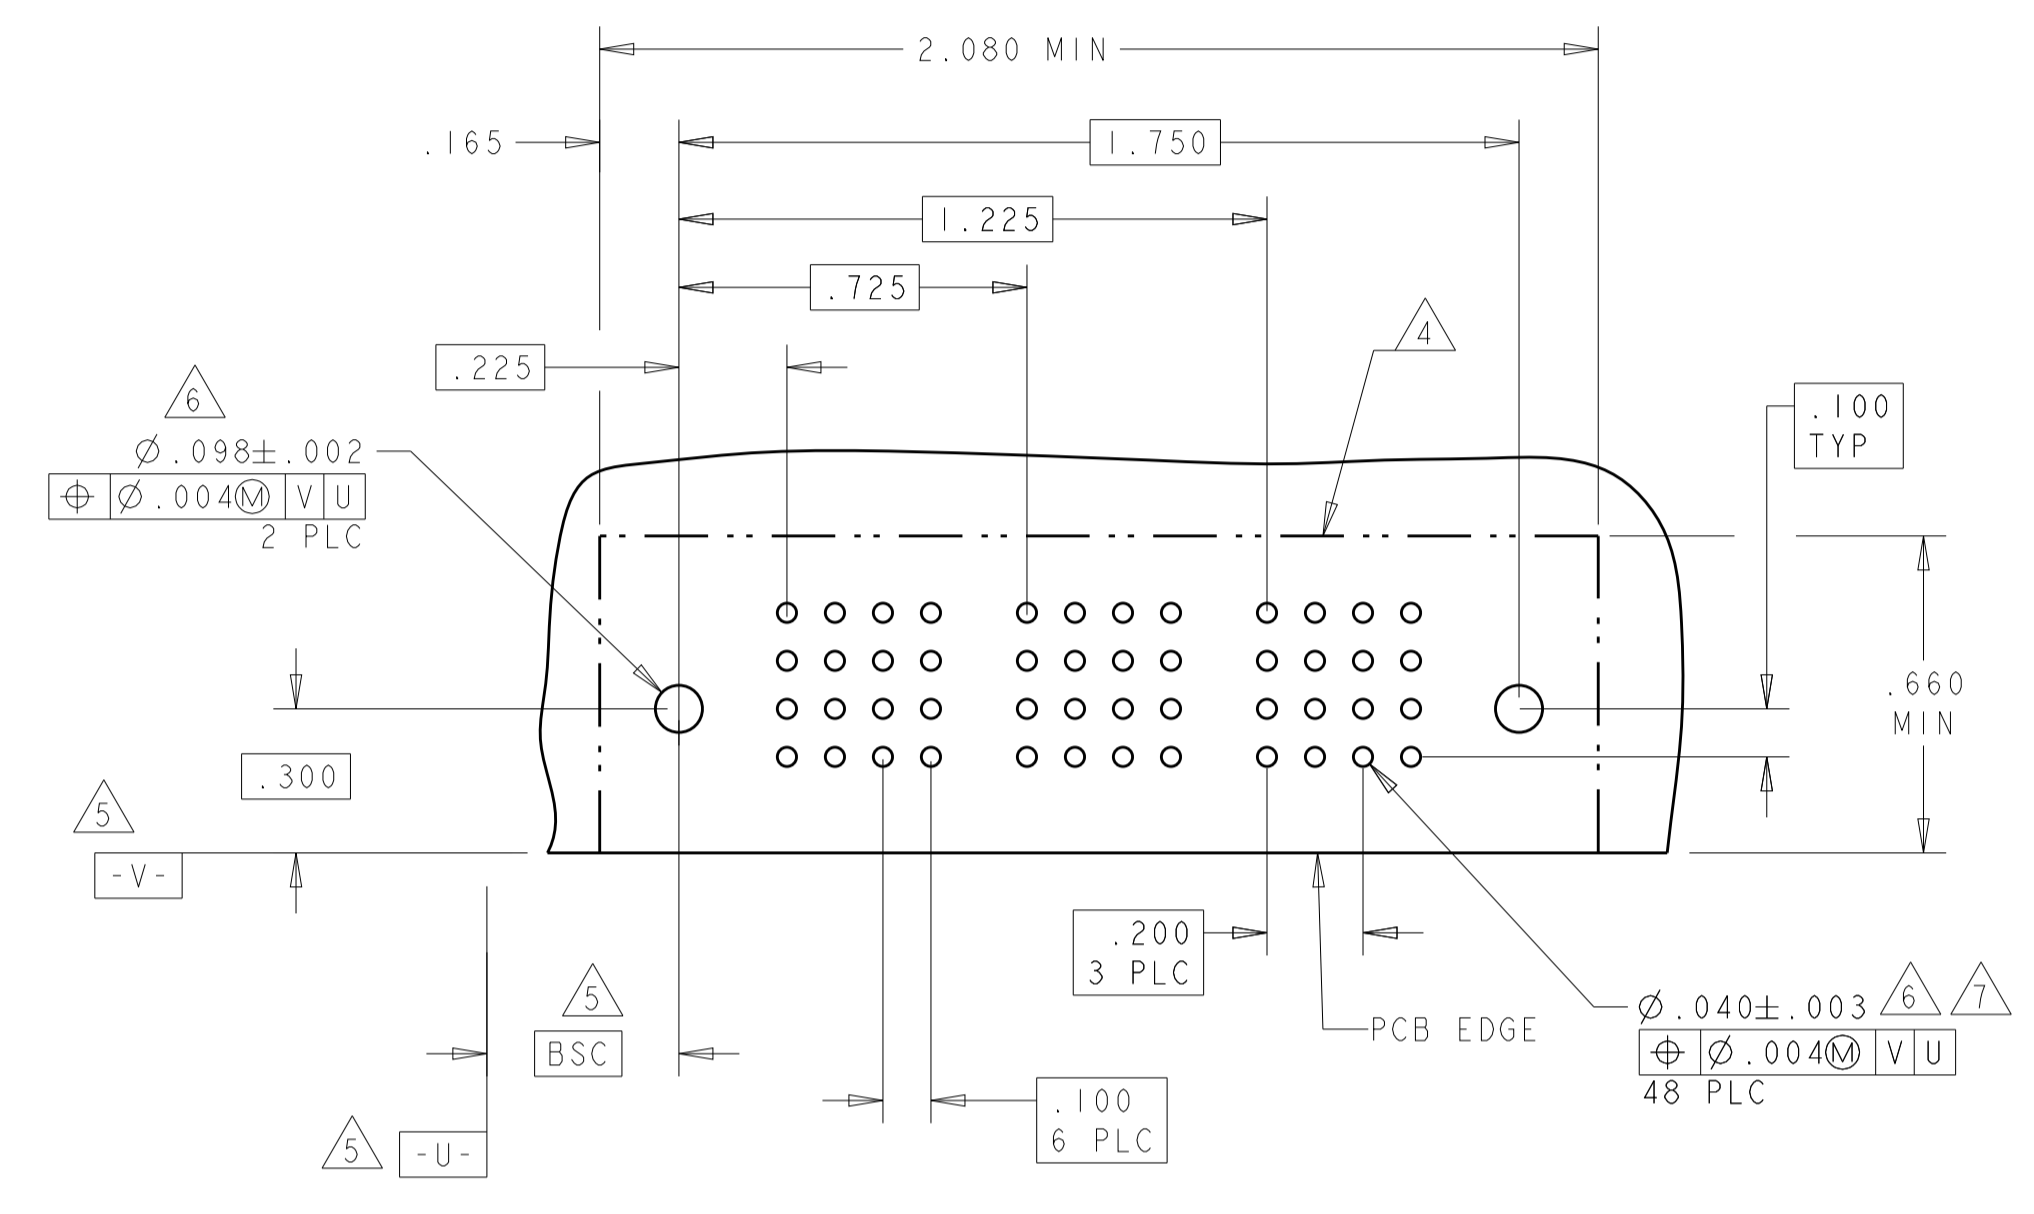 2.080 MIN
.165
1.750
1.225
.725
.225
4
6
.100
TYP
⌀.098±.002
⌖ ⌀.004Ⓜ V U
2 PLC
.660
MIN
.300
5
-V-
.200
3 PLC
5
6
7
⌀.040±.003
PCB EDGE
BSC
⌖ ⌀.004Ⓜ V U
48 PLC
.100
6 PLC
5
-U-